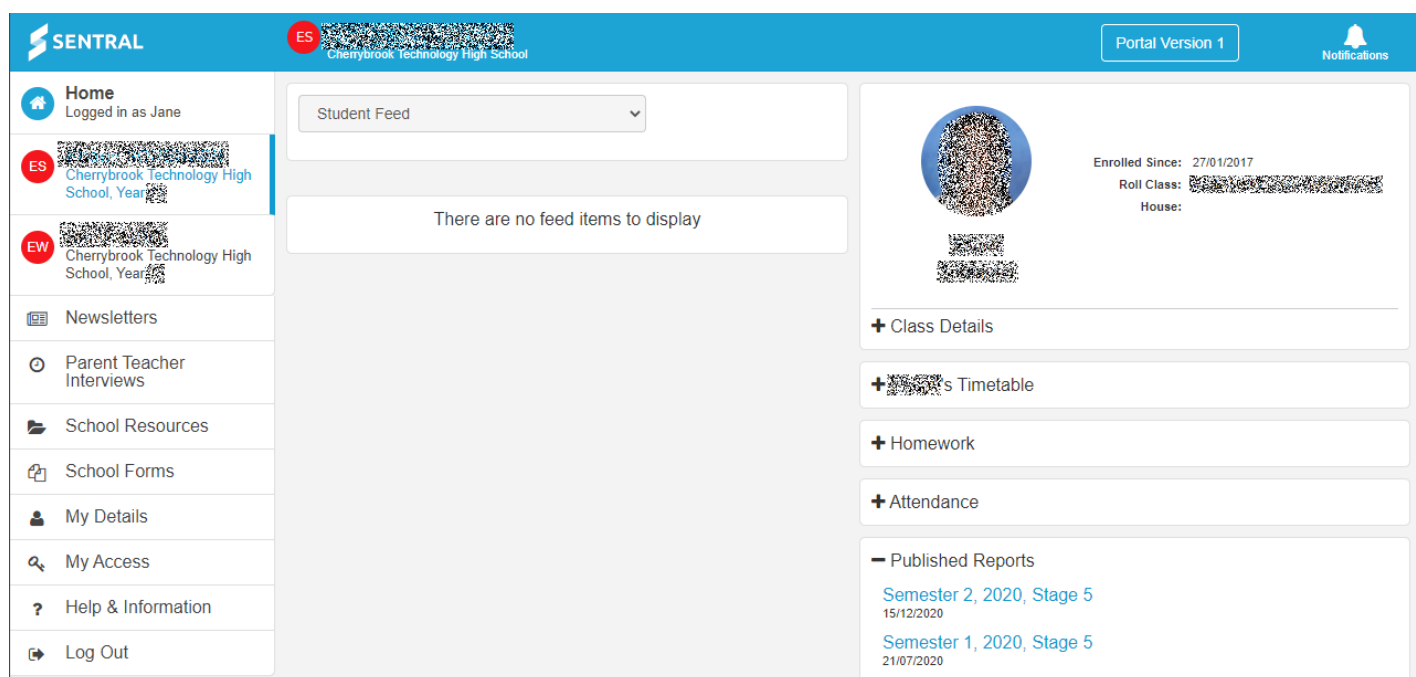 SENTRAL
ES
Cherrybrook Technology High School
Portal Version 1
Notifications
Home
Logged in as Jane
ES
Cherrybrook Technology High
School, Year
EW
Cherrybrook Technology High
School, Year
Newsletters
Parent Teacher
Interviews
School Resources
School Forms
My Details
My Access
? Help & Information
Log Out
Student Feed
There are no feed items to display
Enrolled Since: 27/01/2017
Roll Class:
House:
+ Class Details
+ 's Timetable
+ Homework
+ Attendance
− Published Reports
Semester 2, 2020, Stage 5
15/12/2020
Semester 1, 2020, Stage 5
21/07/2020